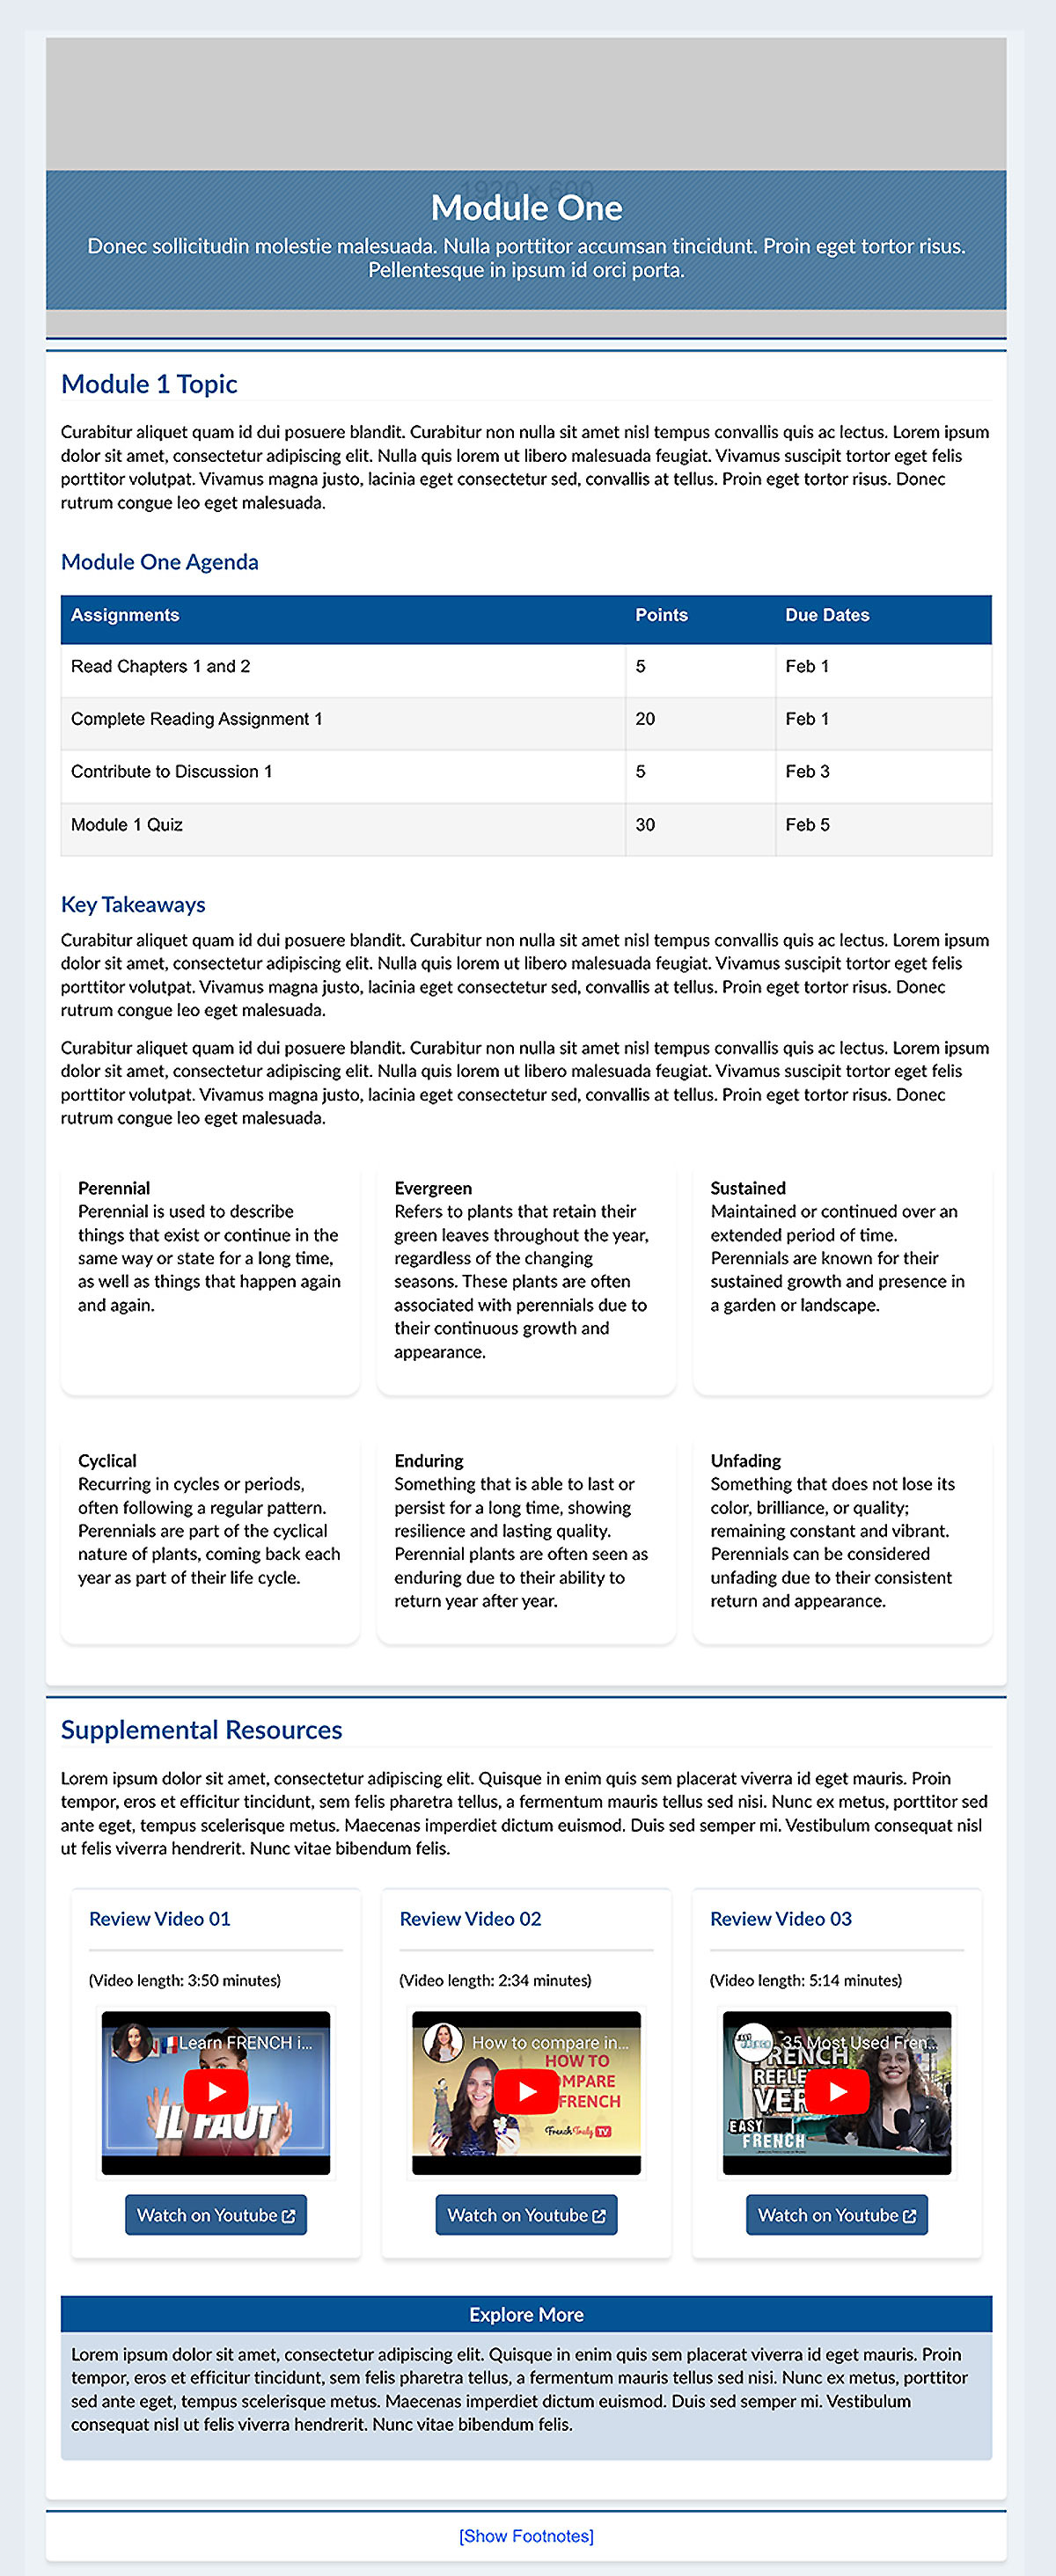 1920 x 600
Module One
Donec sollicitudin molestie malesuada. Nulla porttitor accumsan tincidunt. Proin eget tortor risus.
Pellentesque in ipsum id orci porta.
Module 1 Topic
Curabitur aliquet quam id dui posuere blandit. Curabitur non nulla sit amet nisl tempus convallis quis ac lectus. Lorem ipsum
dolor sit amet, consectetur adipiscing elit. Nulla quis lorem ut libero malesuada feugiat. Vivamus suscipit tortor eget felis
porttitor volutpat. Vivamus magna justo, lacinia eget consectetur sed, convallis at tellus. Proin eget tortor risus. Donec
rutrum congue leo eget malesuada.
Module One Agenda
Assignments Points Due Dates
Read Chapters 1 and 2 5 Feb 1
Complete Reading Assignment 1 20 Feb 1
Contribute to Discussion 1 5 Feb 3
Module 1 Quiz 30 Feb 5
Key Takeaways
Curabitur aliquet quam id dui posuere blandit. Curabitur non nulla sit amet nisl tempus convallis quis ac lectus. Lorem ipsum
dolor sit amet, consectetur adipiscing elit. Nulla quis lorem ut libero malesuada feugiat. Vivamus suscipit tortor eget felis
porttitor volutpat. Vivamus magna justo, lacinia eget consectetur sed, convallis at tellus. Proin eget tortor risus. Donec
rutrum congue leo eget malesuada.
Curabitur aliquet quam id dui posuere blandit. Curabitur non nulla sit amet nisl tempus convallis quis ac lectus. Lorem ipsum
dolor sit amet, consectetur adipiscing elit. Nulla quis lorem ut libero malesuada feugiat. Vivamus suscipit tortor eget felis
porttitor volutpat. Vivamus magna justo, lacinia eget consectetur sed, convallis at tellus. Proin eget tortor risus. Donec
rutrum congue leo eget malesuada.
Perennial
Perennial is used to describe
things that exist or continue in the
same way or state for a long time,
as well as things that happen again
and again.
Evergreen
Refers to plants that retain their
green leaves throughout the year,
regardless of the changing
seasons. These plants are often
associated with perennials due to
their continuous growth and
appearance.
Sustained
Maintained or continued over an
extended period of time.
Perennials are known for their
sustained growth and presence in
a garden or landscape.
Cyclical
Recurring in cycles or periods,
often following a regular pattern.
Perennials are part of the cyclical
nature of plants, coming back each
year as part of their life cycle.
Enduring
Something that is able to last or
persist for a long time, showing
resilience and lasting quality.
Perennial plants are often seen as
enduring due to their ability to
return year after year.
Unfading
Something that does not lose its
color, brilliance, or quality;
remaining constant and vibrant.
Perennials can be considered
unfading due to their consistent
return and appearance.
Supplemental Resources
Lorem ipsum dolor sit amet, consectetur adipiscing elit. Quisque in enim quis sem placerat viverra id eget mauris. Proin
tempor, eros et efficitur tincidunt, sem felis pharetra tellus, a fermentum mauris tellus sed nisi. Nunc ex metus, porttitor sed
ante eget, tempus scelerisque metus. Maecenas imperdiet dictum euismod. Duis sed semper mi. Vestibulum consequat nisl
ut felis viverra hendrerit. Nunc vitae bibendum felis.
Review Video 01
(Video length: 3:50 minutes)
Learn FRENCH i...
IL FAUT
Watch on Youtube
Review Video 02
(Video length: 2:34 minutes)
How to compare in...
HOW TO
OMPARE
FRENCH
French Truly TV
Watch on Youtube
Review Video 03
(Video length: 5:14 minutes)
35 Most Used Fren...
FRENCH
REFLE
VER
EASY
FRENCH
Watch on Youtube
Explore More
Lorem ipsum dolor sit amet, consectetur adipiscing elit. Quisque in enim quis sem placerat viverra id eget mauris. Proin
tempor, eros et efficitur tincidunt, sem felis pharetra tellus, a fermentum mauris tellus sed nisi. Nunc ex metus, porttitor
sed ante eget, tempus scelerisque metus. Maecenas imperdiet dictum euismod. Duis sed semper mi. Vestibulum
consequat nisl ut felis viverra hendrerit. Nunc vitae bibendum felis.
[Show Footnotes]